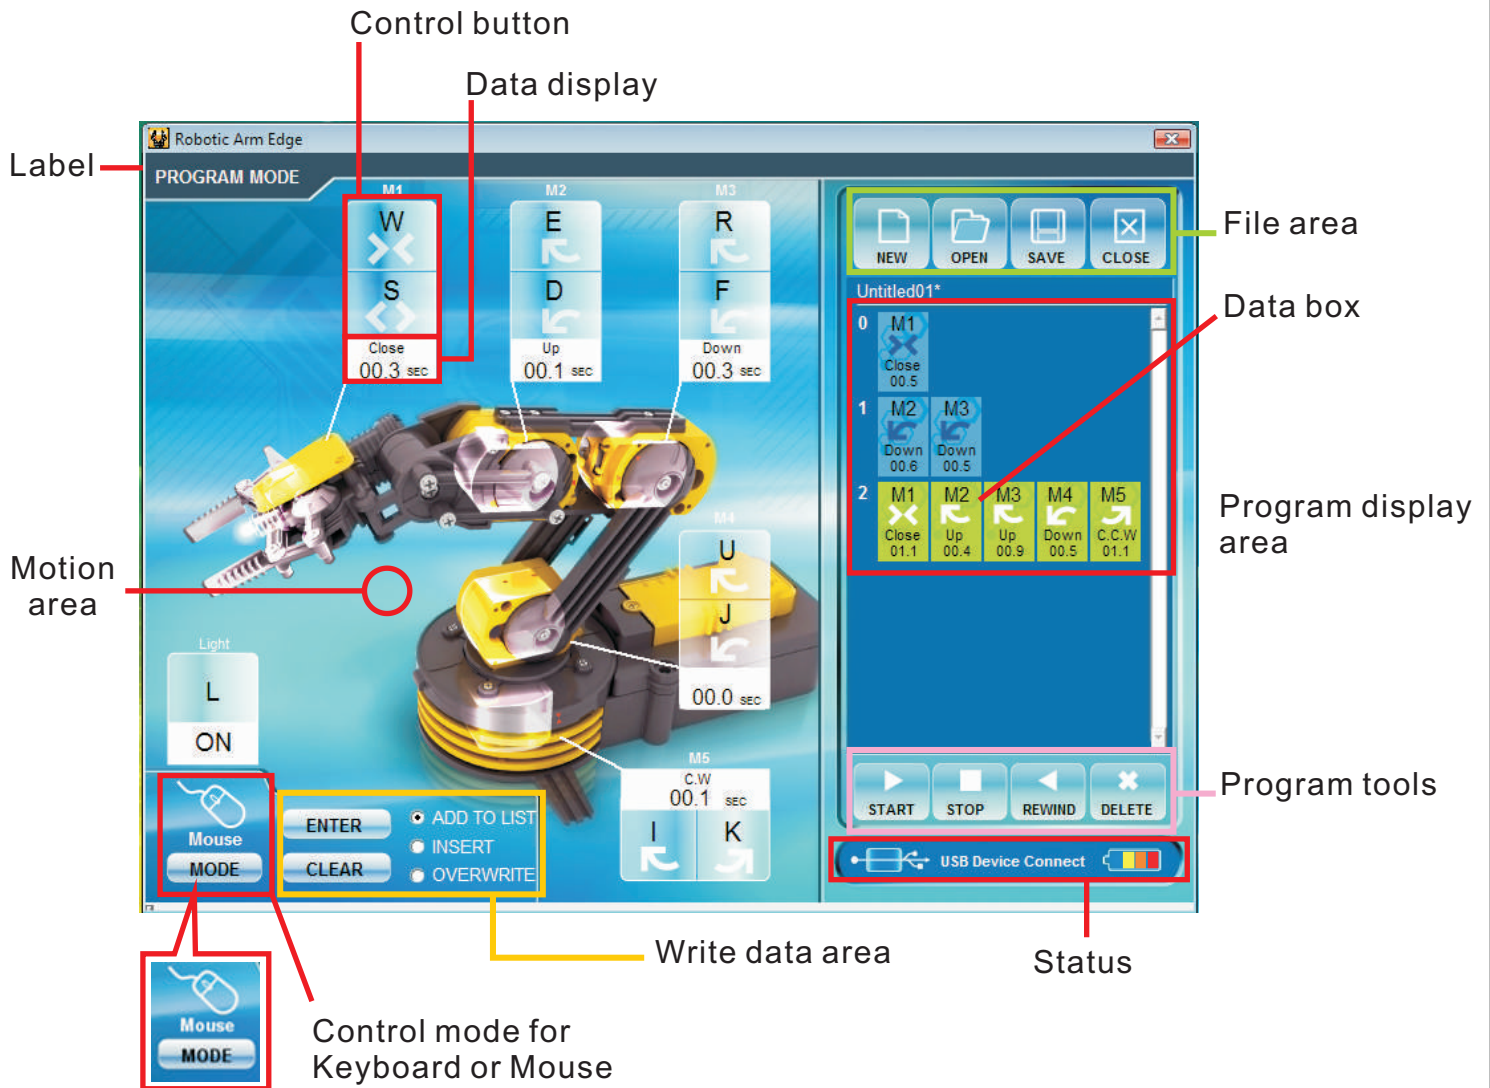 Control button
Data display
Robotic Arm Edge
Label
PROGRAM MODE
M1
M2
M3
W
E
R
S
D
F
Close
00.3 SEC
Up
00.1 SEC
Down
00.3 SEC
NEW
OPEN
SAVE
CLOSE
File area
Untitled01*
Data box
0
M1
Close
00.5
1
M2
Down
00.6
M3
Down
00.5
2
M1
Close
01.1
M2
Up
00.4
M3
Up
00.9
M4
Down
00.5
M5
C.C.W
01.1
Program display
area
Motion
area
M4
U
J
00.0 SEC
Light
L
ON
M5
C.W
00.1 SEC
I
K
Mouse
MODE
ENTER
CLEAR
ADD TO LIST
INSERT
OVERWRITE
START
STOP
REWIND
DELETE
Program tools
USB Device Connect
Write data area
Status
Mouse
MODE
Control mode for
Keyboard or Mouse